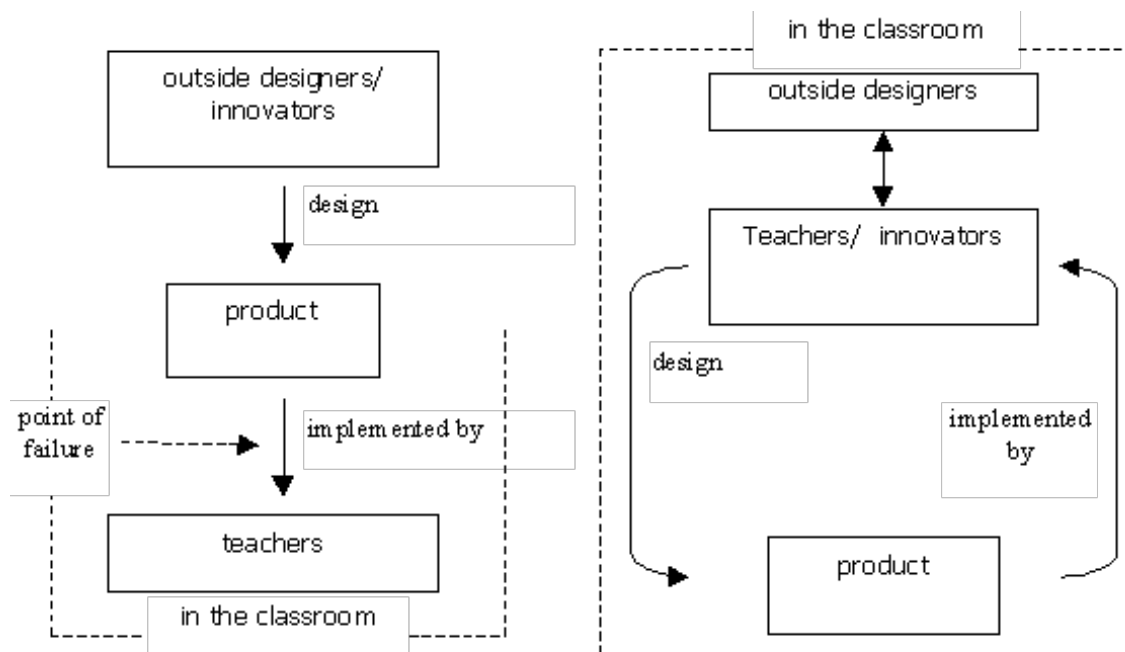 outside designers/
innovators
design
product
point of
failure
implemented by
teachers
in the classroom
in the classroom
outside designers
Teachers/ innovators
design
implemented
by
product